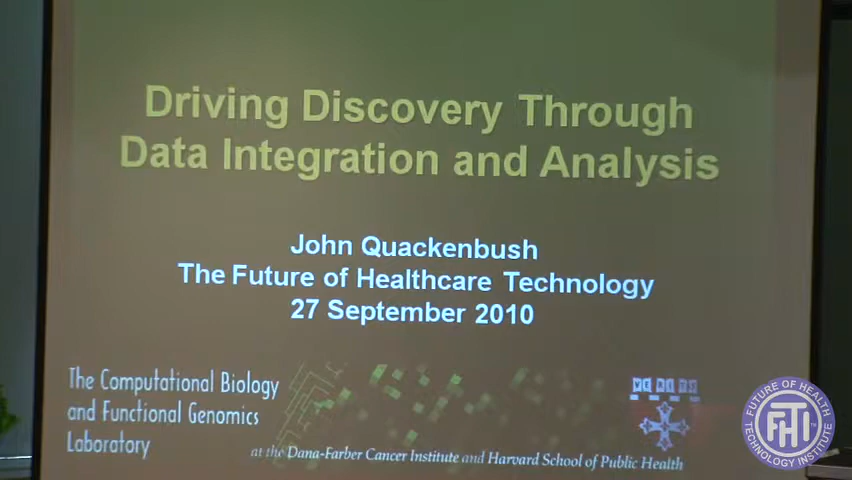 Driving Discovery Through
Data Integration and Analysis
John Quackenbush
The Future of Healthcare Technology
27 September 2010
The Computational Biology
and Functional Genomics
Laboratory
at the Dana-Farber Cancer Institute and Harvard School of Public Health
FUTURE OF HEALTH
TECHNOLOGY INSTITUTE
FHTI